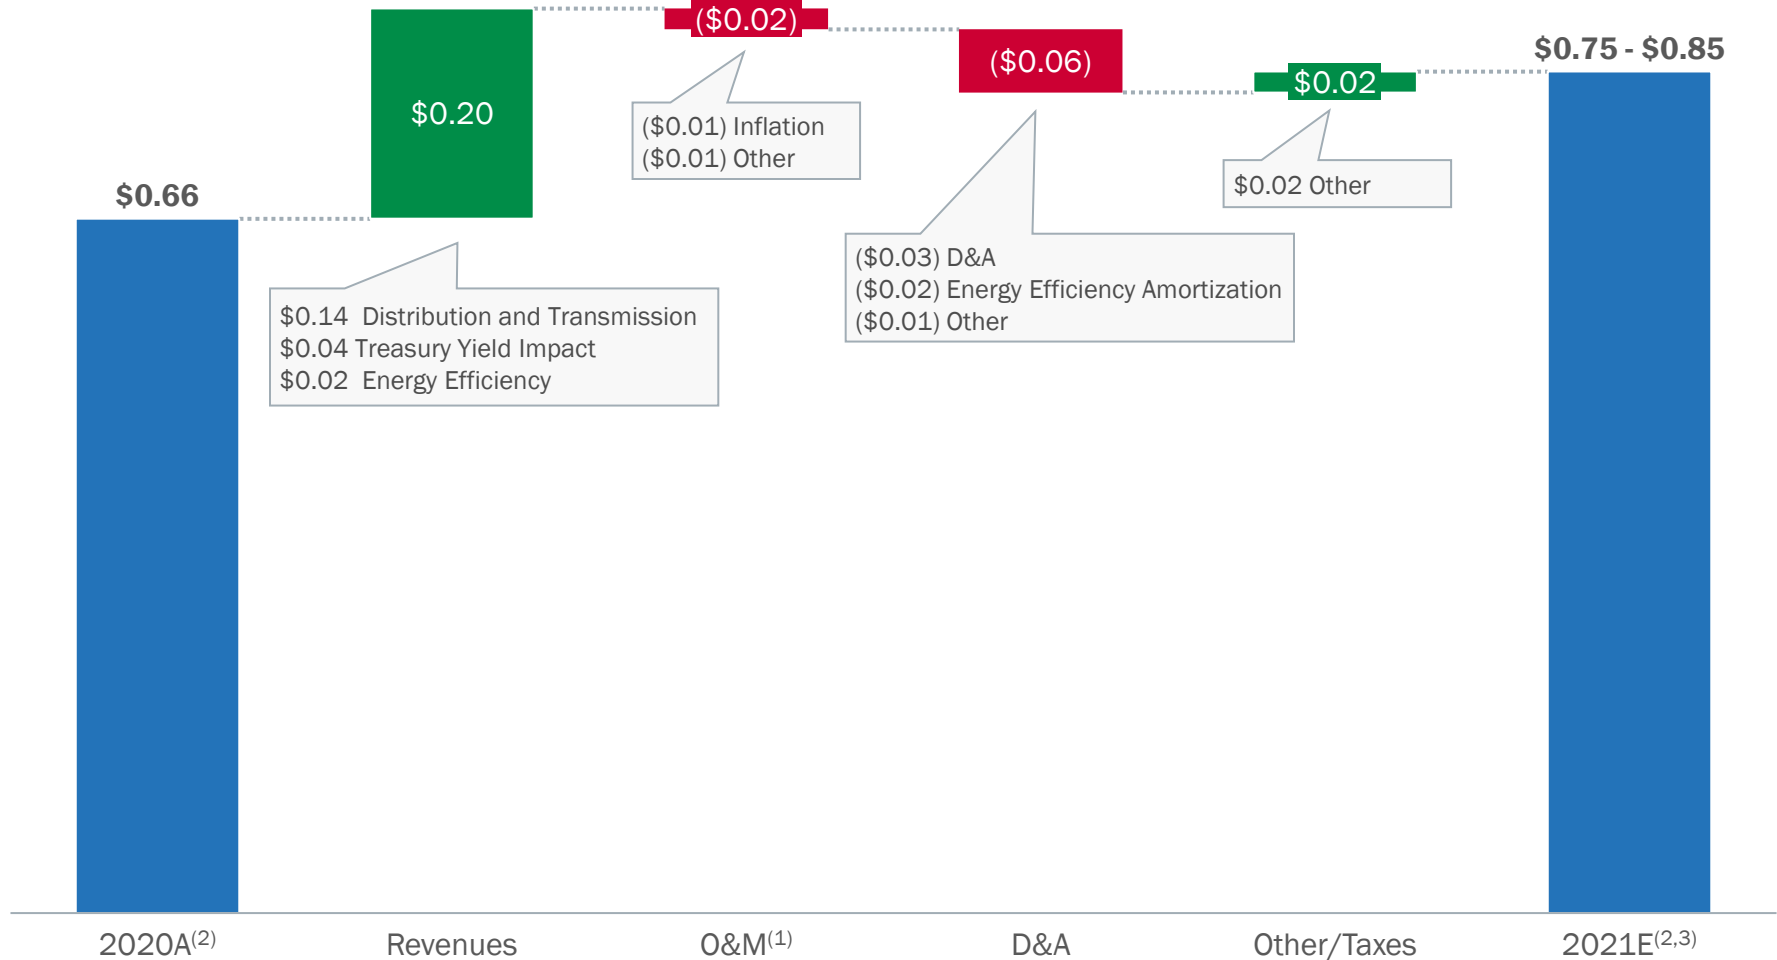 $0.66
$0.20
$0.14 Distribution and Transmission
$0.04 Treasury Yield Impact
$0.02 Energy Efficiency
($0.02)
($0.01) Inflation
($0.01) Other
($0.06)
($0.03) D&A
($0.02) Energy Efficiency Amortization
($0.01) Other
$0.02
$0.02 Other
$0.75 - $0.85
2020A(2)
Revenues
O&M(1)
D&A
Other/Taxes
2021E(2,3)